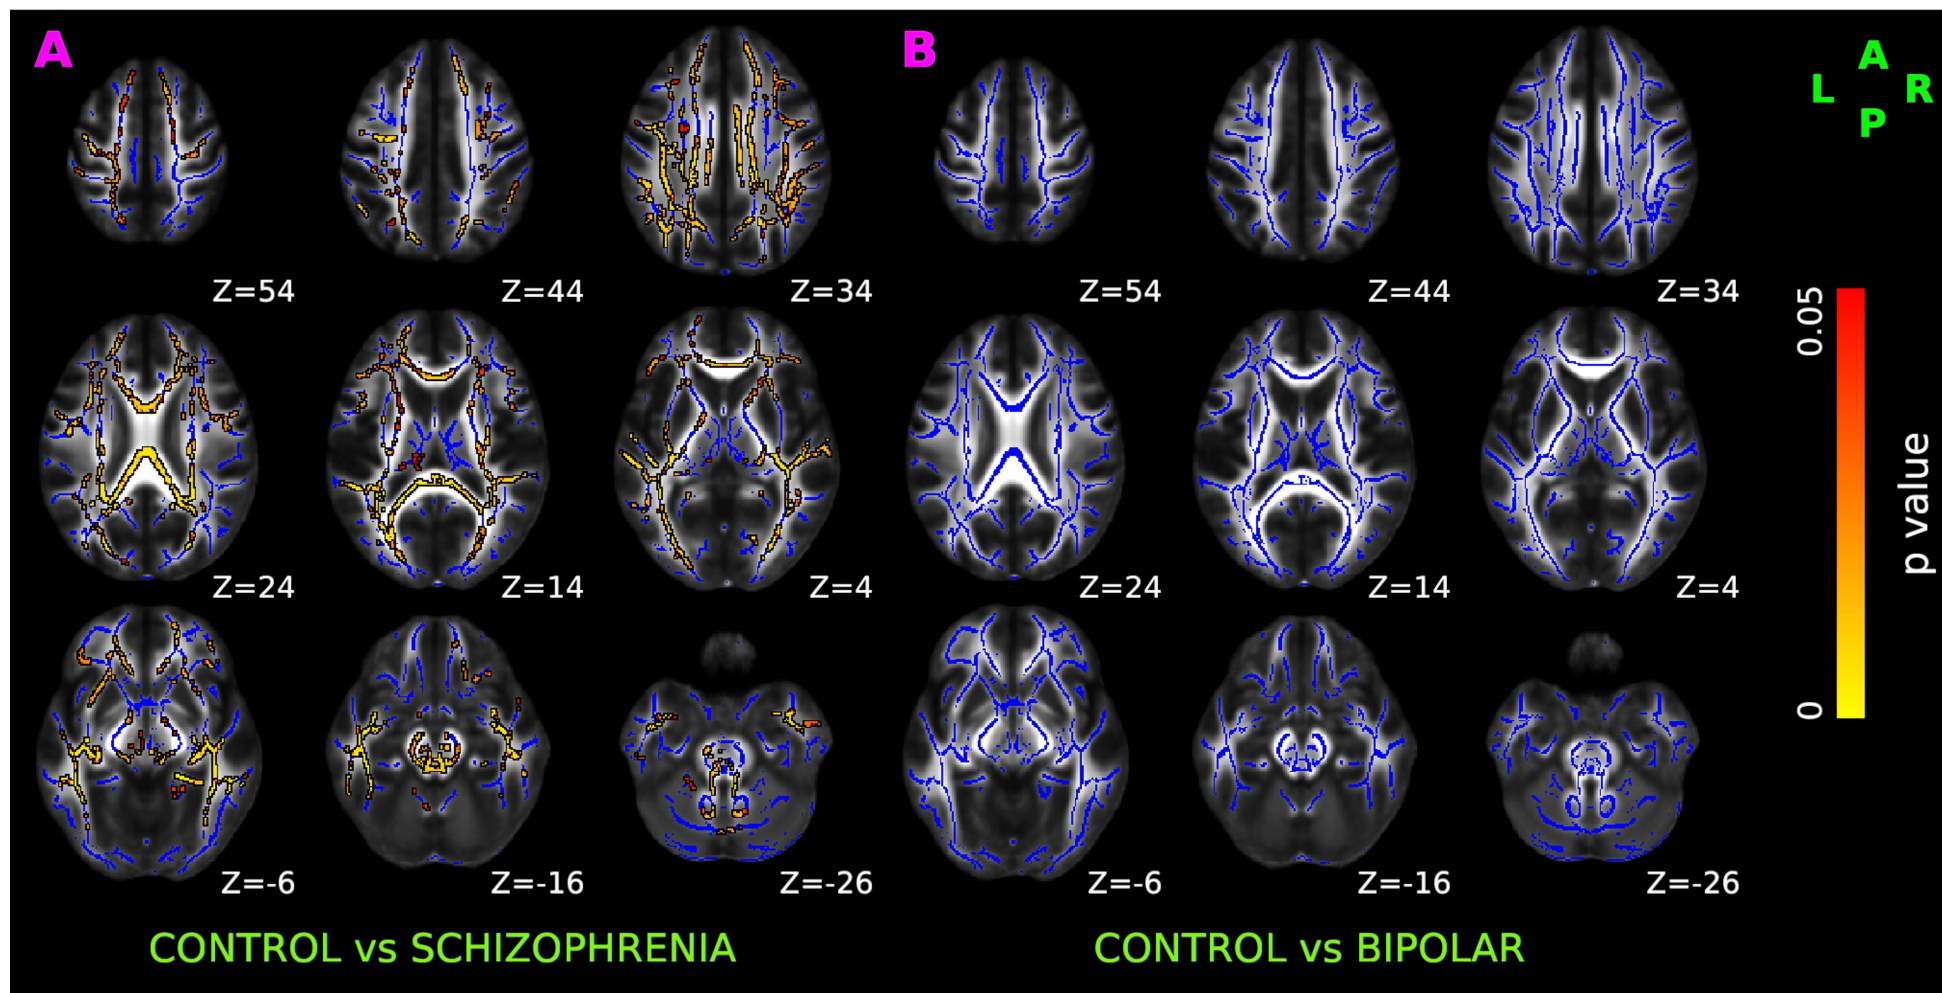 A
B
A
L R
P
Z=54 Z=44 Z=34 Z=54 Z=44 Z=34
0.05
p value
0
Z=24 Z=14 Z=4 Z=24 Z=14 Z=4
Z=-6 Z=-16 Z=-26 Z=-6 Z=-16 Z=-26
CONTROL vs SCHIZOPHRENIA
CONTROL vs BIPOLAR